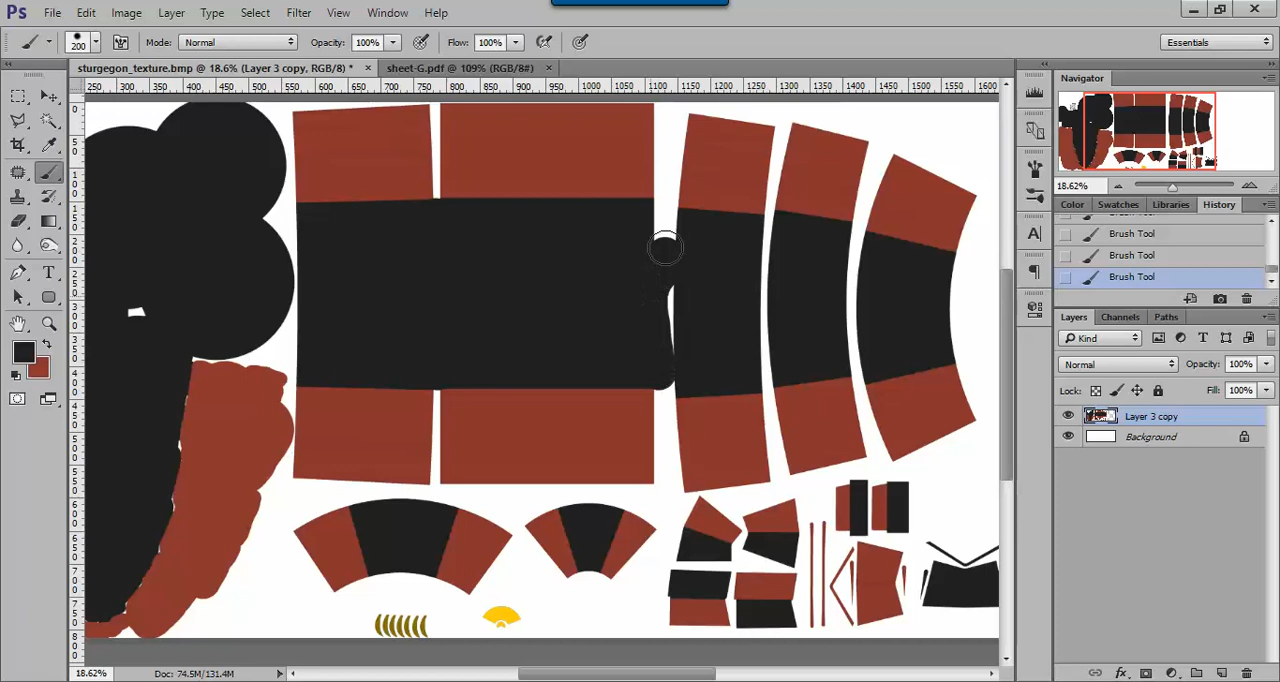 Ps File Edit Image Layer Type Select Filter View Window Help
200 Mode: Normal Opacity: 100% Flow: 100% Essentials
sturgegon_texture.bmp @ 18.6% (Layer 3 copy, RGB/8) * × sheet-G.pdf @ 109% (RGB/8#) ×
250 300 350 400 450 500 550 600 650 700 750 800 850 900 950 1000 1050 1100 1150 1200 1250 1300 1350 1400 1450 1500 1550 1600
Navigator
18.62%
Color Swatches Libraries History
Brush Tool
Brush Tool
Brush Tool
Layers Channels Paths
Kind
Normal Opacity: 100%
Lock: Fill: 100%
Layer 3 copy
Background
18.62% Doc: 74.5M/131.4M